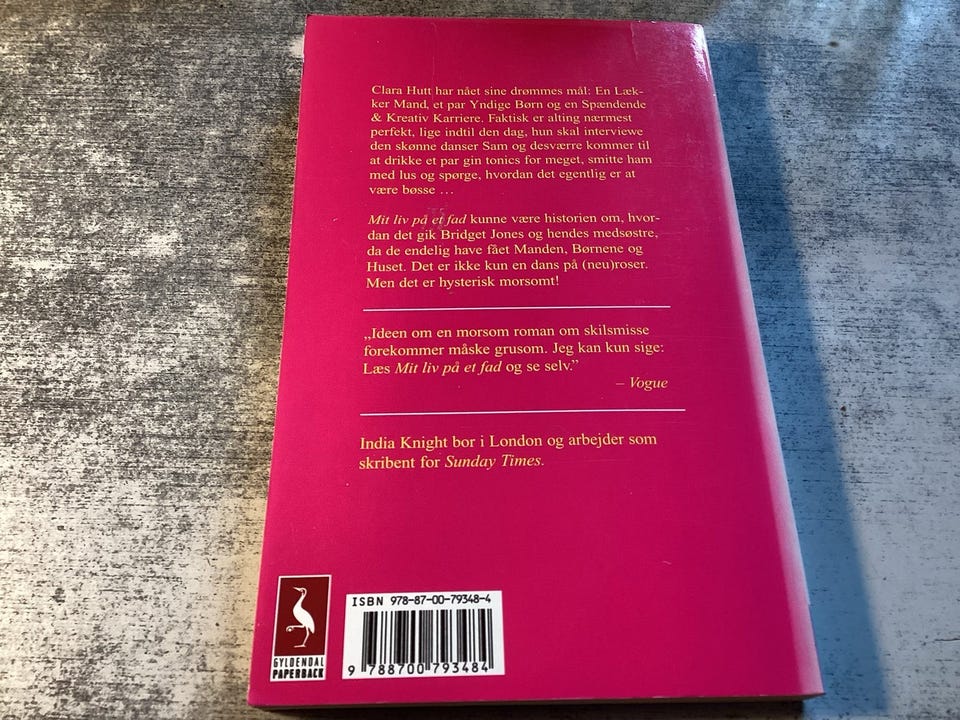 Clara Hutt har nået sine drømmes mål: En Læk-
ker Mand, et par Yndige Børn og en Spændende
& Kreativ Karriere. Faktisk er alting nærmest
perfekt, lige indtil den dag, hun skal interviewe
den skønne danser Sam og desværre kommer til
at drikke et par gin tonics for meget, smitte ham
med lus og spørge, hvordan det egentlig er at
være bøsse ...
Mit liv på et fad kunne være historien om, hvor-
dan det gik Bridget Jones og hendes medsøstre,
da de endelig have fået Manden, Børnene og
Huset. Det er ikke kun en dans på (neu)roser.
Men det er hysterisk morsomt!
„Ideen om en morsom roman om skilsmisse
forekommer måske grusom. Jeg kan kun sige:
Læs Mit liv på et fad og se selv.”
– Vogue
India Knight bor i London og arbejder som
skribent for Sunday Times.
GYLDENDAL
PAPERBACK
ISBN 978-87-00-79348-4
9 788700 793484